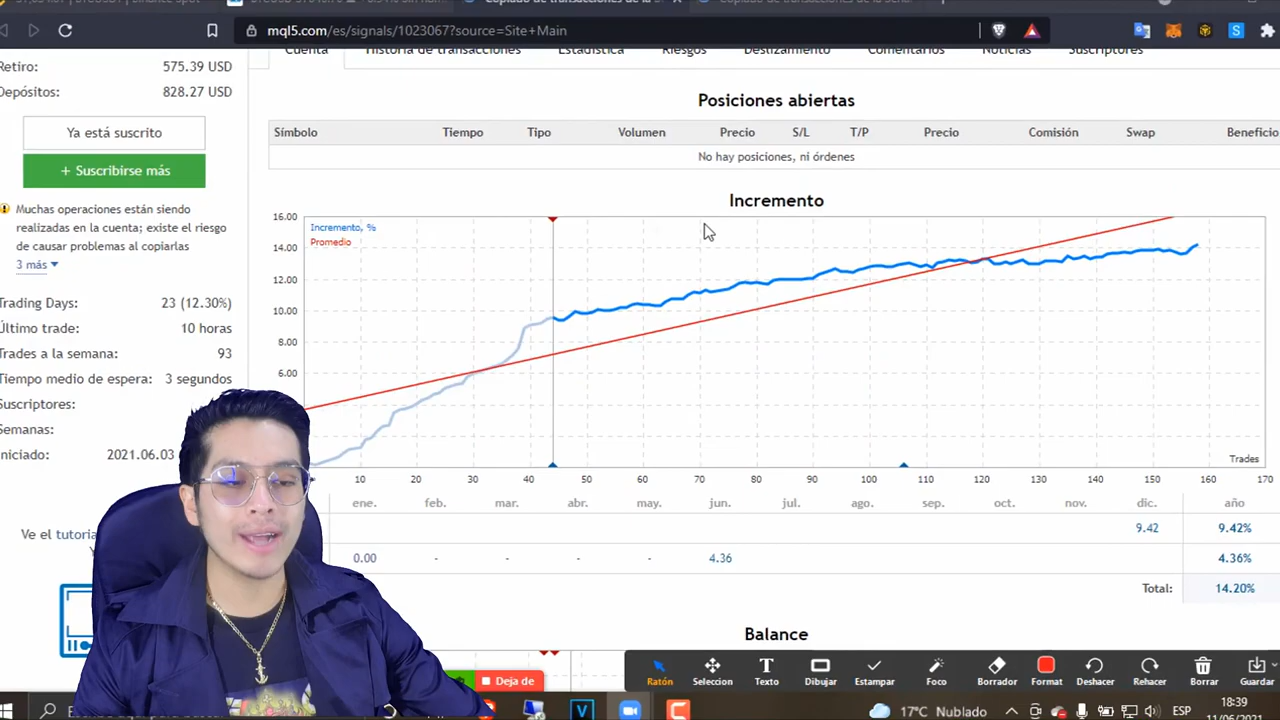 mql5.com/es/signals/1023067?source=Site+Main
Cuenta Historia de transacciones Estadística Riesgos Deslizamiento Comentarios Noticias Suscriptores
Retiro: 575.39 USD
Depósitos: 828.27 USD
Ya está suscrito
+ Suscribirse más
Muchas operaciones están siendo
realizadas en la cuenta; existe el riesgo
de causar problemas al copiarlas
3 más
Trading Days: 23 (12.30%)
Último trade: 10 horas
Trades a la semana: 93
Tiempo medio de espera: 3 segundos
Suscriptores:
Semanas:
Iniciado: 2021.06.03
Ve el tutoria
Posiciones abiertas
Símbolo Tiempo Tipo Volumen Precio S/L T/P Precio Comisión Swap Beneficio
No hay posiciones, ni órdenes
Incremento
Incremento, %
Promedio
16.00
14.00
12.00
10.00
8.00
6.00
Trades
10 20 30 40 50 60 70 80 90 100 110 120 130 140 150 160 170
ene. feb. mar. abr. may. jun. jul. ago. sep. oct. nov. dic. año
9.42 9.42%
0.00 - - - - 4.36 4.36%
Total: 14.20%
Balance
Deja de
Ratón Seleccion Texto Dibujar Estampar Foco Borrador Format Deshacer Rehacer Borrar Guardar
17°C Nublado ESP 18:39
11/06/2021